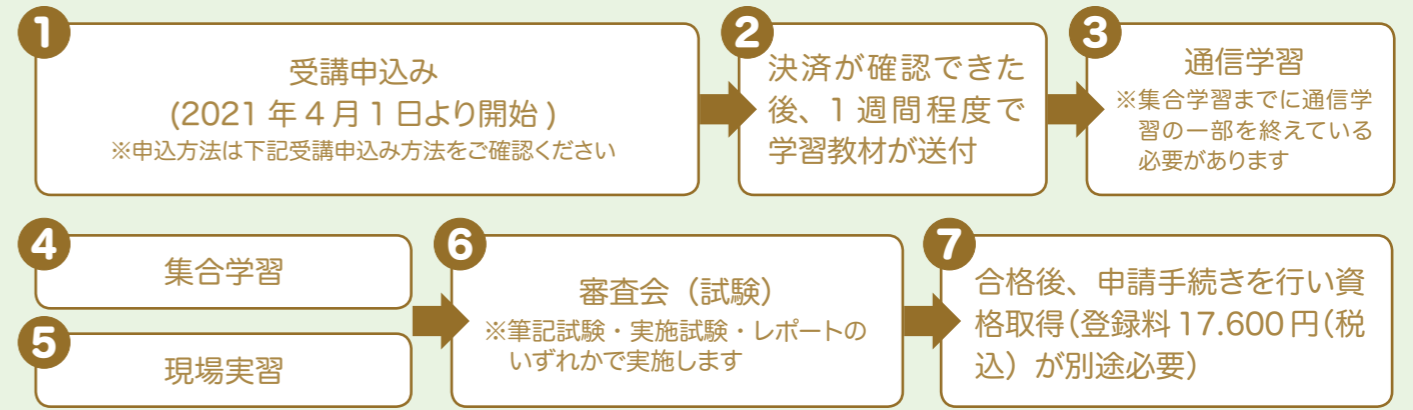 1
受講申込み
(2021 年 4 月 1 日より開始 )
※申込方法は下記受講申込み方法をご確認ください
2
決済が確認できた
後、1 週間程度で
学習教材が送付
3
通信学習
※集合学習までに通信学
習の一部を終えている
必要があります
4
集合学習
5
現場実習
6
審査会（試験）
※筆記試験・実施試験・レポートの
いずれかで実施します
7
合格後、申請手続きを行い資
格取得（登録料 17.600 円（税
込）が別途必要）